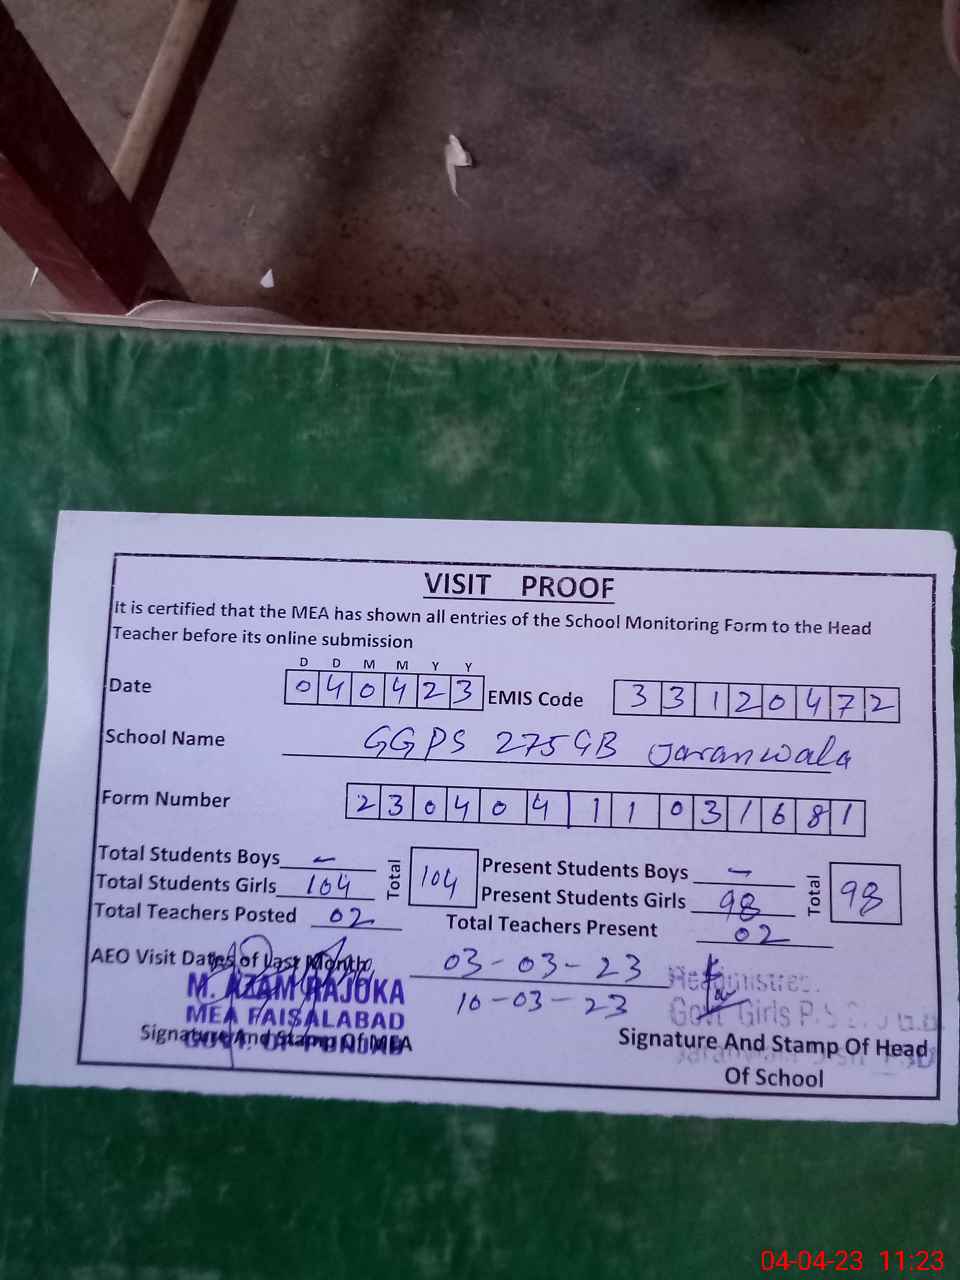 VISIT PROOF
It is certified that the MEA has shown all entries of the School Monitoring Form to the Head
Teacher before its online submission
D D M M Y Y
Date 0 4 0 4 2 3 EMIS Code 3 3 1 2 0 4 7 2
School Name GGPS 275 GB Jaranwala
Form Number 2 3 0 4 0 4 1 1 0 3 1 6 8 1
Total Students Boys - Total 104 Present Students Boys - Total 98
Total Students Girls 104 Present Students Girls 98
Total Teachers Posted 02 Total Teachers Present 02
AEO Visit Dates of Last Month 03-03-23
10-03-23
M. AZAM RAJOKA
MEA FAISALABAD
GOVT. OF PUNJAB
Signature And Stamp Of MEA
Govt Girls P.S
Signature And Stamp Of Head
Of School
04-04-23 11:23